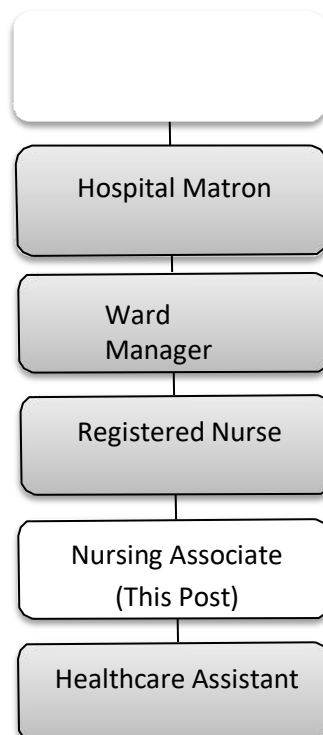 Hospital Matron
Ward
Manager
Registered Nurse
Nursing Associate
(This Post)
Healthcare Assistant